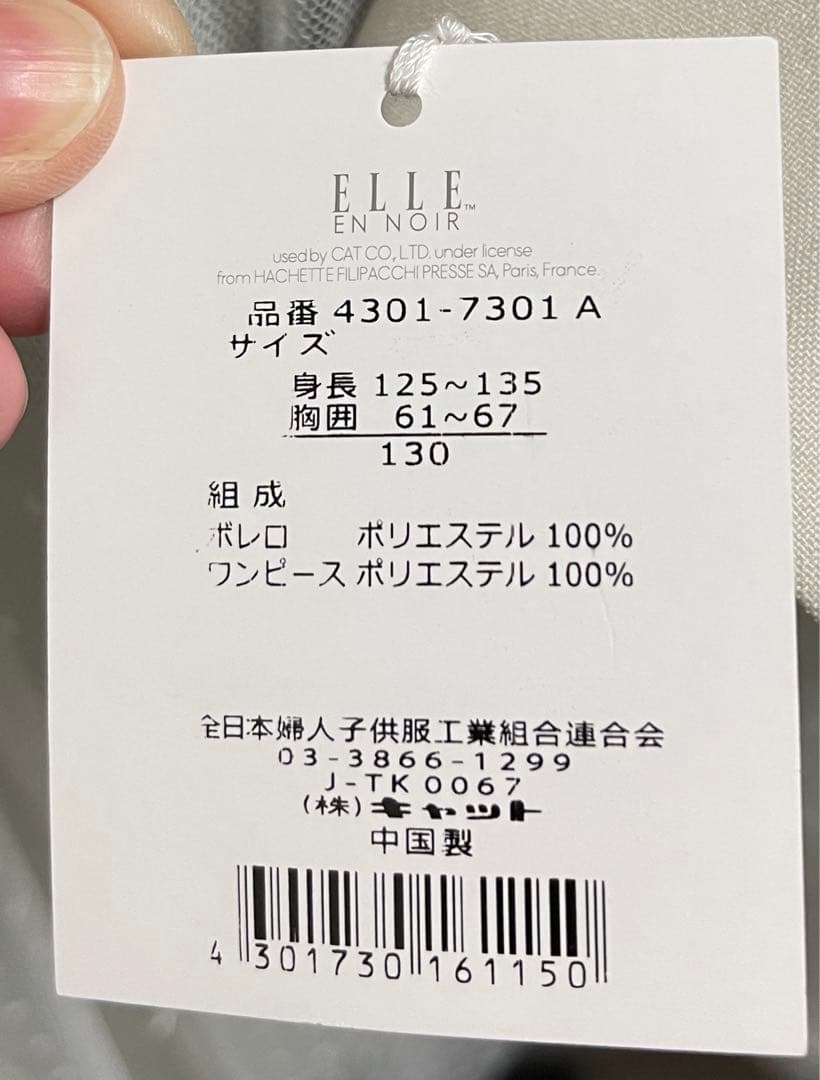 ELLE™
EN NOIR
used by CAT CO., LTD. under license
from HACHETTE FILIPACCHI PRESSE SA, Paris, France.
品番 4301-7301 A
サイズ
身長 125~135
胸囲 61~67
130
組成
ボレロ ポリエステル 100%
ワンピース ポリエステル 100%
全日本婦人子供服工業組合連合会
03-3866-1299
J-TK 0067
(株)キャット
中国製
4 301730 161150